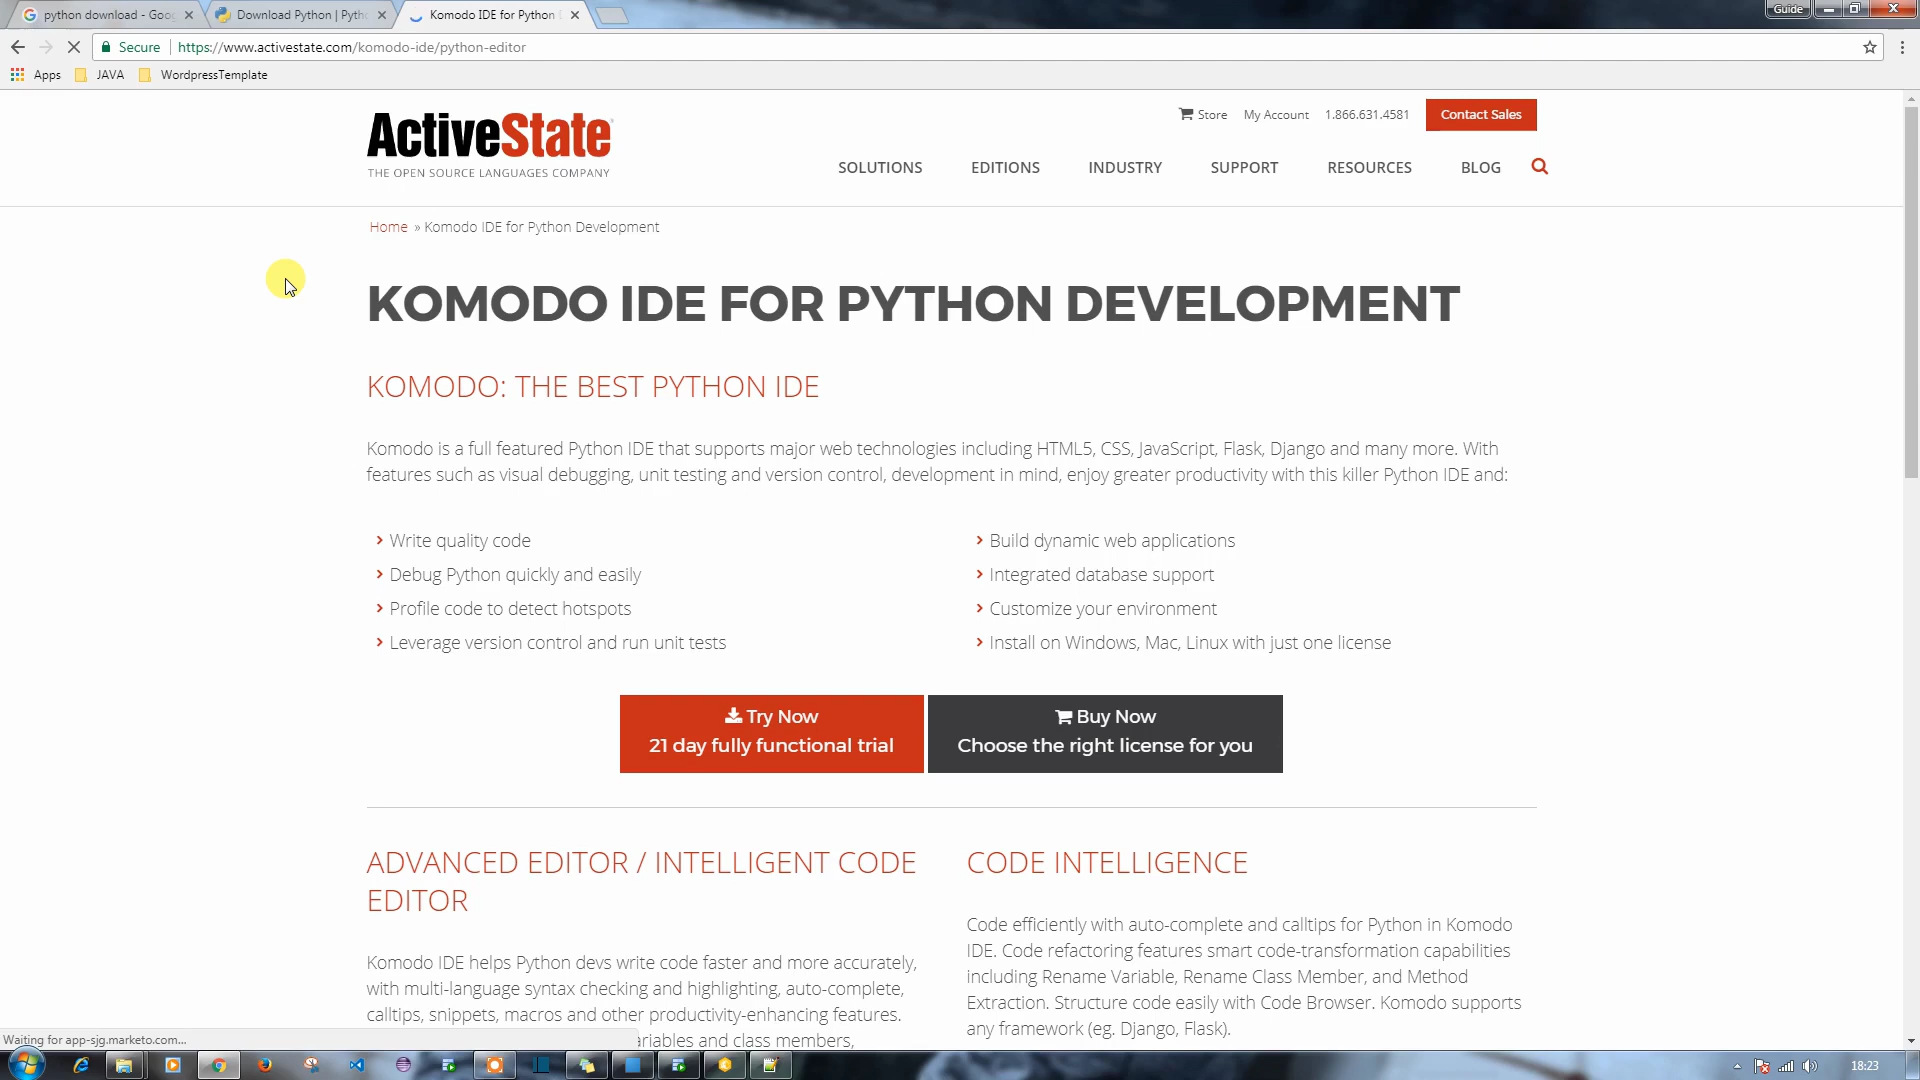 python download - Goo
Download Python | Pyth
Komodo IDE for Python
Guide
Secure
https://www.activestate.com/komodo-ide/python-editor
Apps
JAVA
WordpressTemplate
ActiveState
THE OPEN SOURCE LANGUAGES COMPANY
Store
My Account
1.866.631.4581
Contact Sales
SOLUTIONS
EDITIONS
INDUSTRY
SUPPORT
RESOURCES
BLOG
Home » Komodo IDE for Python Development
KOMODO IDE FOR PYTHON DEVELOPMENT
KOMODO: THE BEST PYTHON IDE
Komodo is a full featured Python IDE that supports major web technologies including HTML5, CSS, JavaScript, Flask, Django and many more. With
features such as visual debugging, unit testing and version control, development in mind, enjoy greater productivity with this killer Python IDE and:
Write quality code
Debug Python quickly and easily
Profile code to detect hotspots
Leverage version control and run unit tests
Build dynamic web applications
Integrated database support
Customize your environment
Install on Windows, Mac, Linux with just one license
Try Now
21 day fully functional trial
Buy Now
Choose the right license for you
ADVANCED EDITOR / INTELLIGENT CODE
EDITOR
Komodo IDE helps Python devs write code faster and more accurately,
with multi-language syntax checking and highlighting, auto-complete,
calltips, snippets, macros and other productivity-enhancing features.
ariables and class members,
CODE INTELLIGENCE
Code efficiently with auto-complete and calltips for Python in Komodo
IDE. Code refactoring features smart code-transformation capabilities
including Rename Variable, Rename Class Member, and Method
Extraction. Structure code easily with Code Browser. Komodo supports
any framework (eg. Django, Flask).
Waiting for app-sjg.marketo.com...
18:23